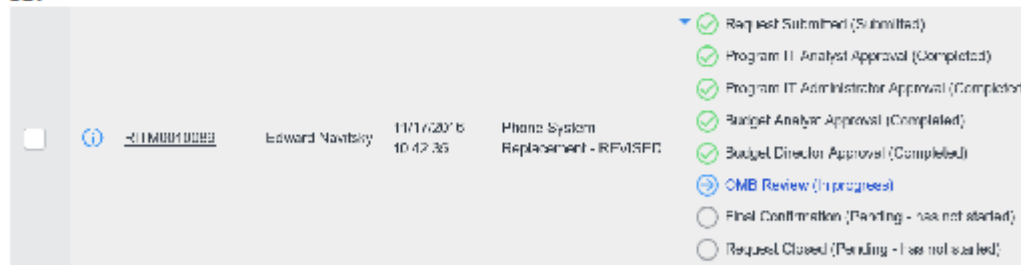 RITM0010089
Edward Navitsky
11/17/2016
10:42:35
Phone System
Replacement - REVISED
Request Submitted (Submitted)
Program IT Analyst Approval (Completed)
Program IT Administrator Approval (Completed
Budget Analyst Approval (Completed)
Budget Director Approval (Completed)
OMB Review (In progress)
Final Confirmation (Pending - has not started)
Request Closed (Pending - has not started)